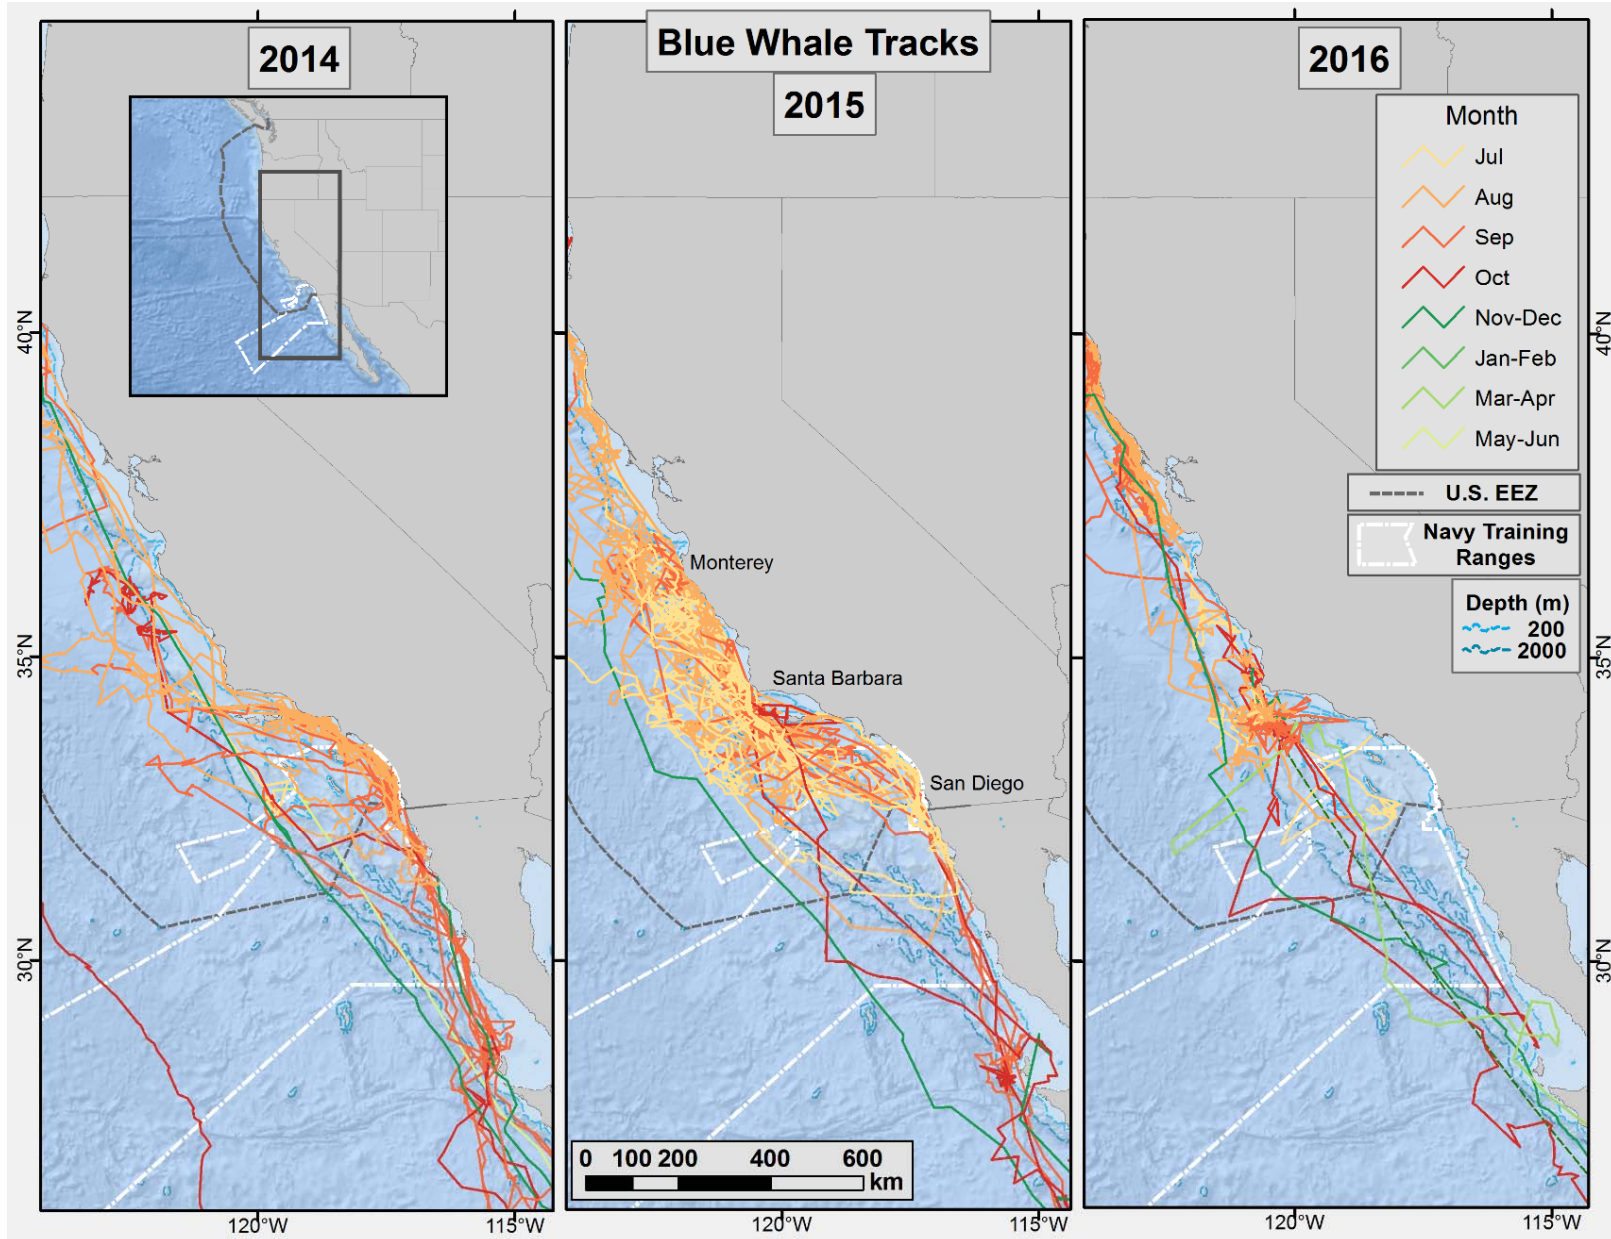 Blue Whale Tracks
2014
2015
2016
Month
Jul
Aug
Sep
Oct
Nov-Dec
Jan-Feb
Mar-Apr
May-Jun
U.S. EEZ
Navy Training
Ranges
Depth (m)
200
2000
Monterey
Santa Barbara
San Diego
40°N
35°N
30°N
40°N
35°N
30°N
0 100 200 400 600
km
120°W
115°W
120°W
115°W
120°W
115°W